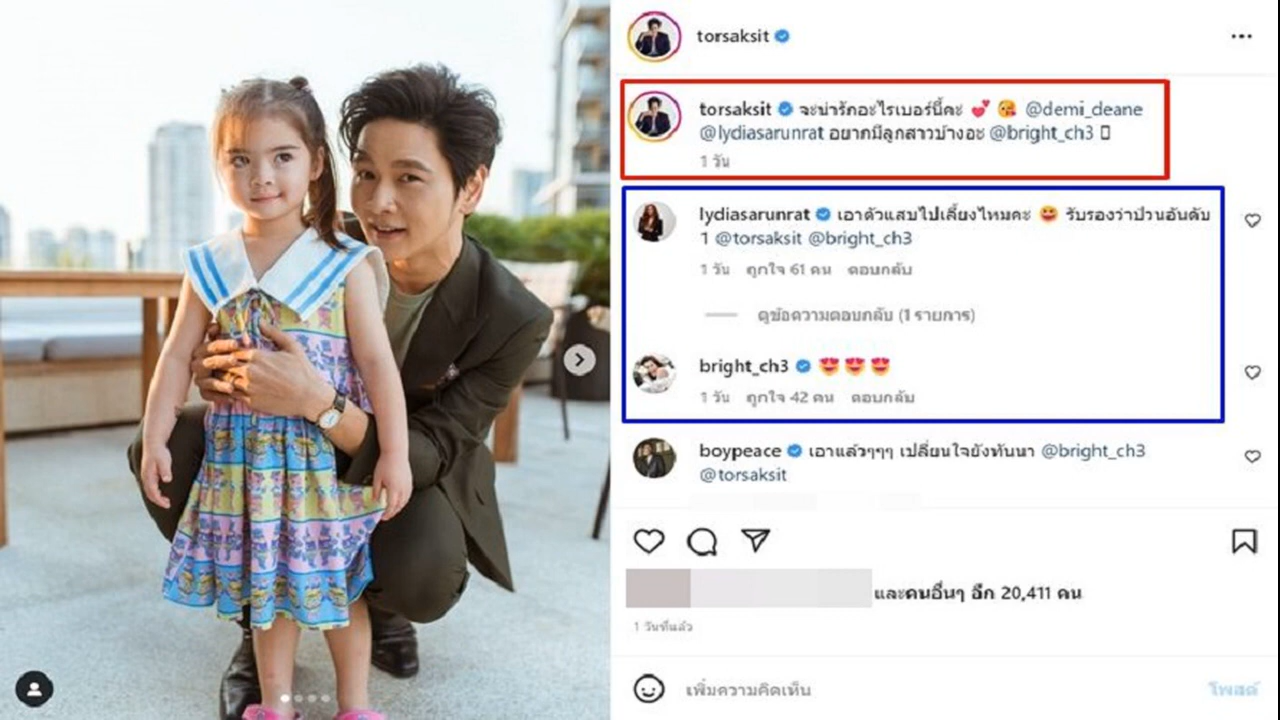 torsaksit
torsaksit จะน่ารักอะไรเบอร์นี้คะ 💕 😘 @demi_deane
@lydiasarunrat อยากมีลูกสาวบ้างอะ @bright_ch3
1 วัน
lydiasarunrat เอาตัวแสบไปเลี้ยงไหมคะ 😆 รับรองว่าป่วนอันดับ
1 @torsaksit @bright_ch3
1 วัน ถูกใจ 61 คน ตอบกลับ
ดูข้อความตอบกลับ (1 รายการ)
bright_ch3 😍 😍 😍
1 วัน ถูกใจ 42 คน ตอบกลับ
boypeace เอาแล้วๆๆๆ เปลี่ยนใจยังทันนา @bright_ch3
@torsaksit
และคนอื่นๆ อีก 20,411 คน
1 วันที่แล้ว
เพิ่มความคิดเห็น
โพสต์